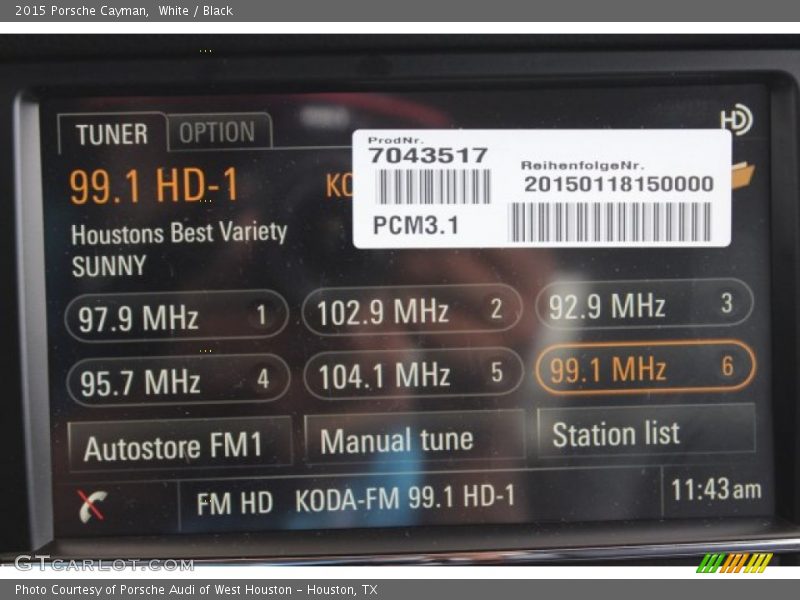 2015 Porsche Cayman, White / Black
TUNER OPTION
HD
ProdNr.
7043517
ReihenfolgeNr.
20150118150000
PCM3.1
99.1 HD-1
Houstons Best Variety
SUNNY
97.9 MHz 1
102.9 MHz 2
92.9 MHz 3
95.7 MHz 4
104.1 MHz 5
99.1 MHz 6
Autostore FM1
Manual tune
Station list
FM HD KODA-FM 99.1 HD-1
11:43 am
GTcarlot.com
Photo Courtesy of Porsche Audi of West Houston - Houston, TX